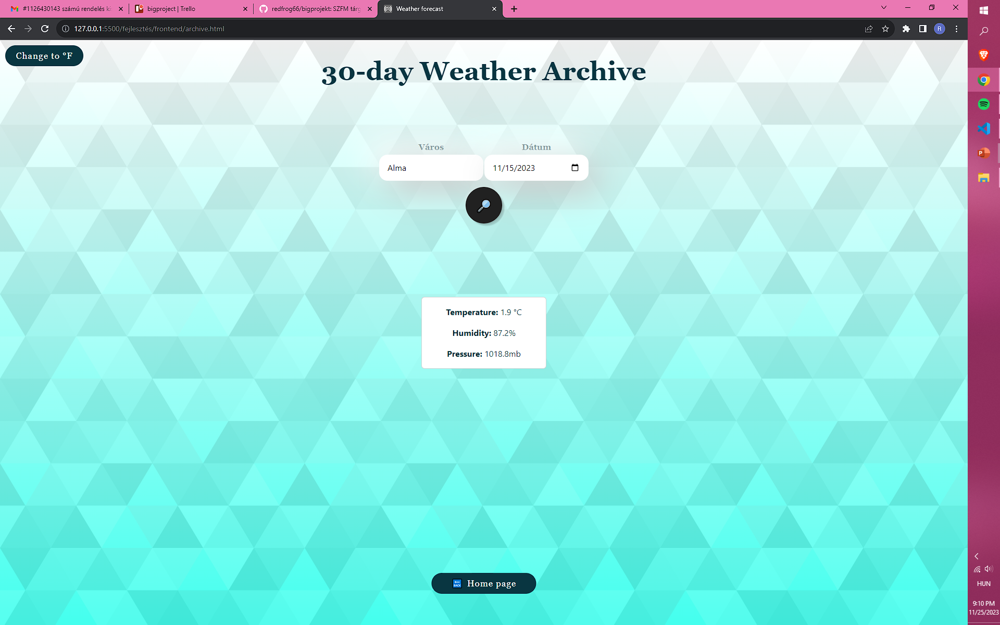 #1126430143 számú rendelés ki
bigproject | Trello
redfrog66/bigprojekt: SZFM tárg
Weather forecast
127.0.0.1:5500/fejlesztés/frontend/archive.html
R
Change to °F
30-day Weather Archive
Város
Dátum
Alma
11/15/2023
Temperature: 1.9 °C
Humidity: 87.2%
Pressure: 1018.8mb
BACK
Home page
HUN
9:10 PM
11/25/2023